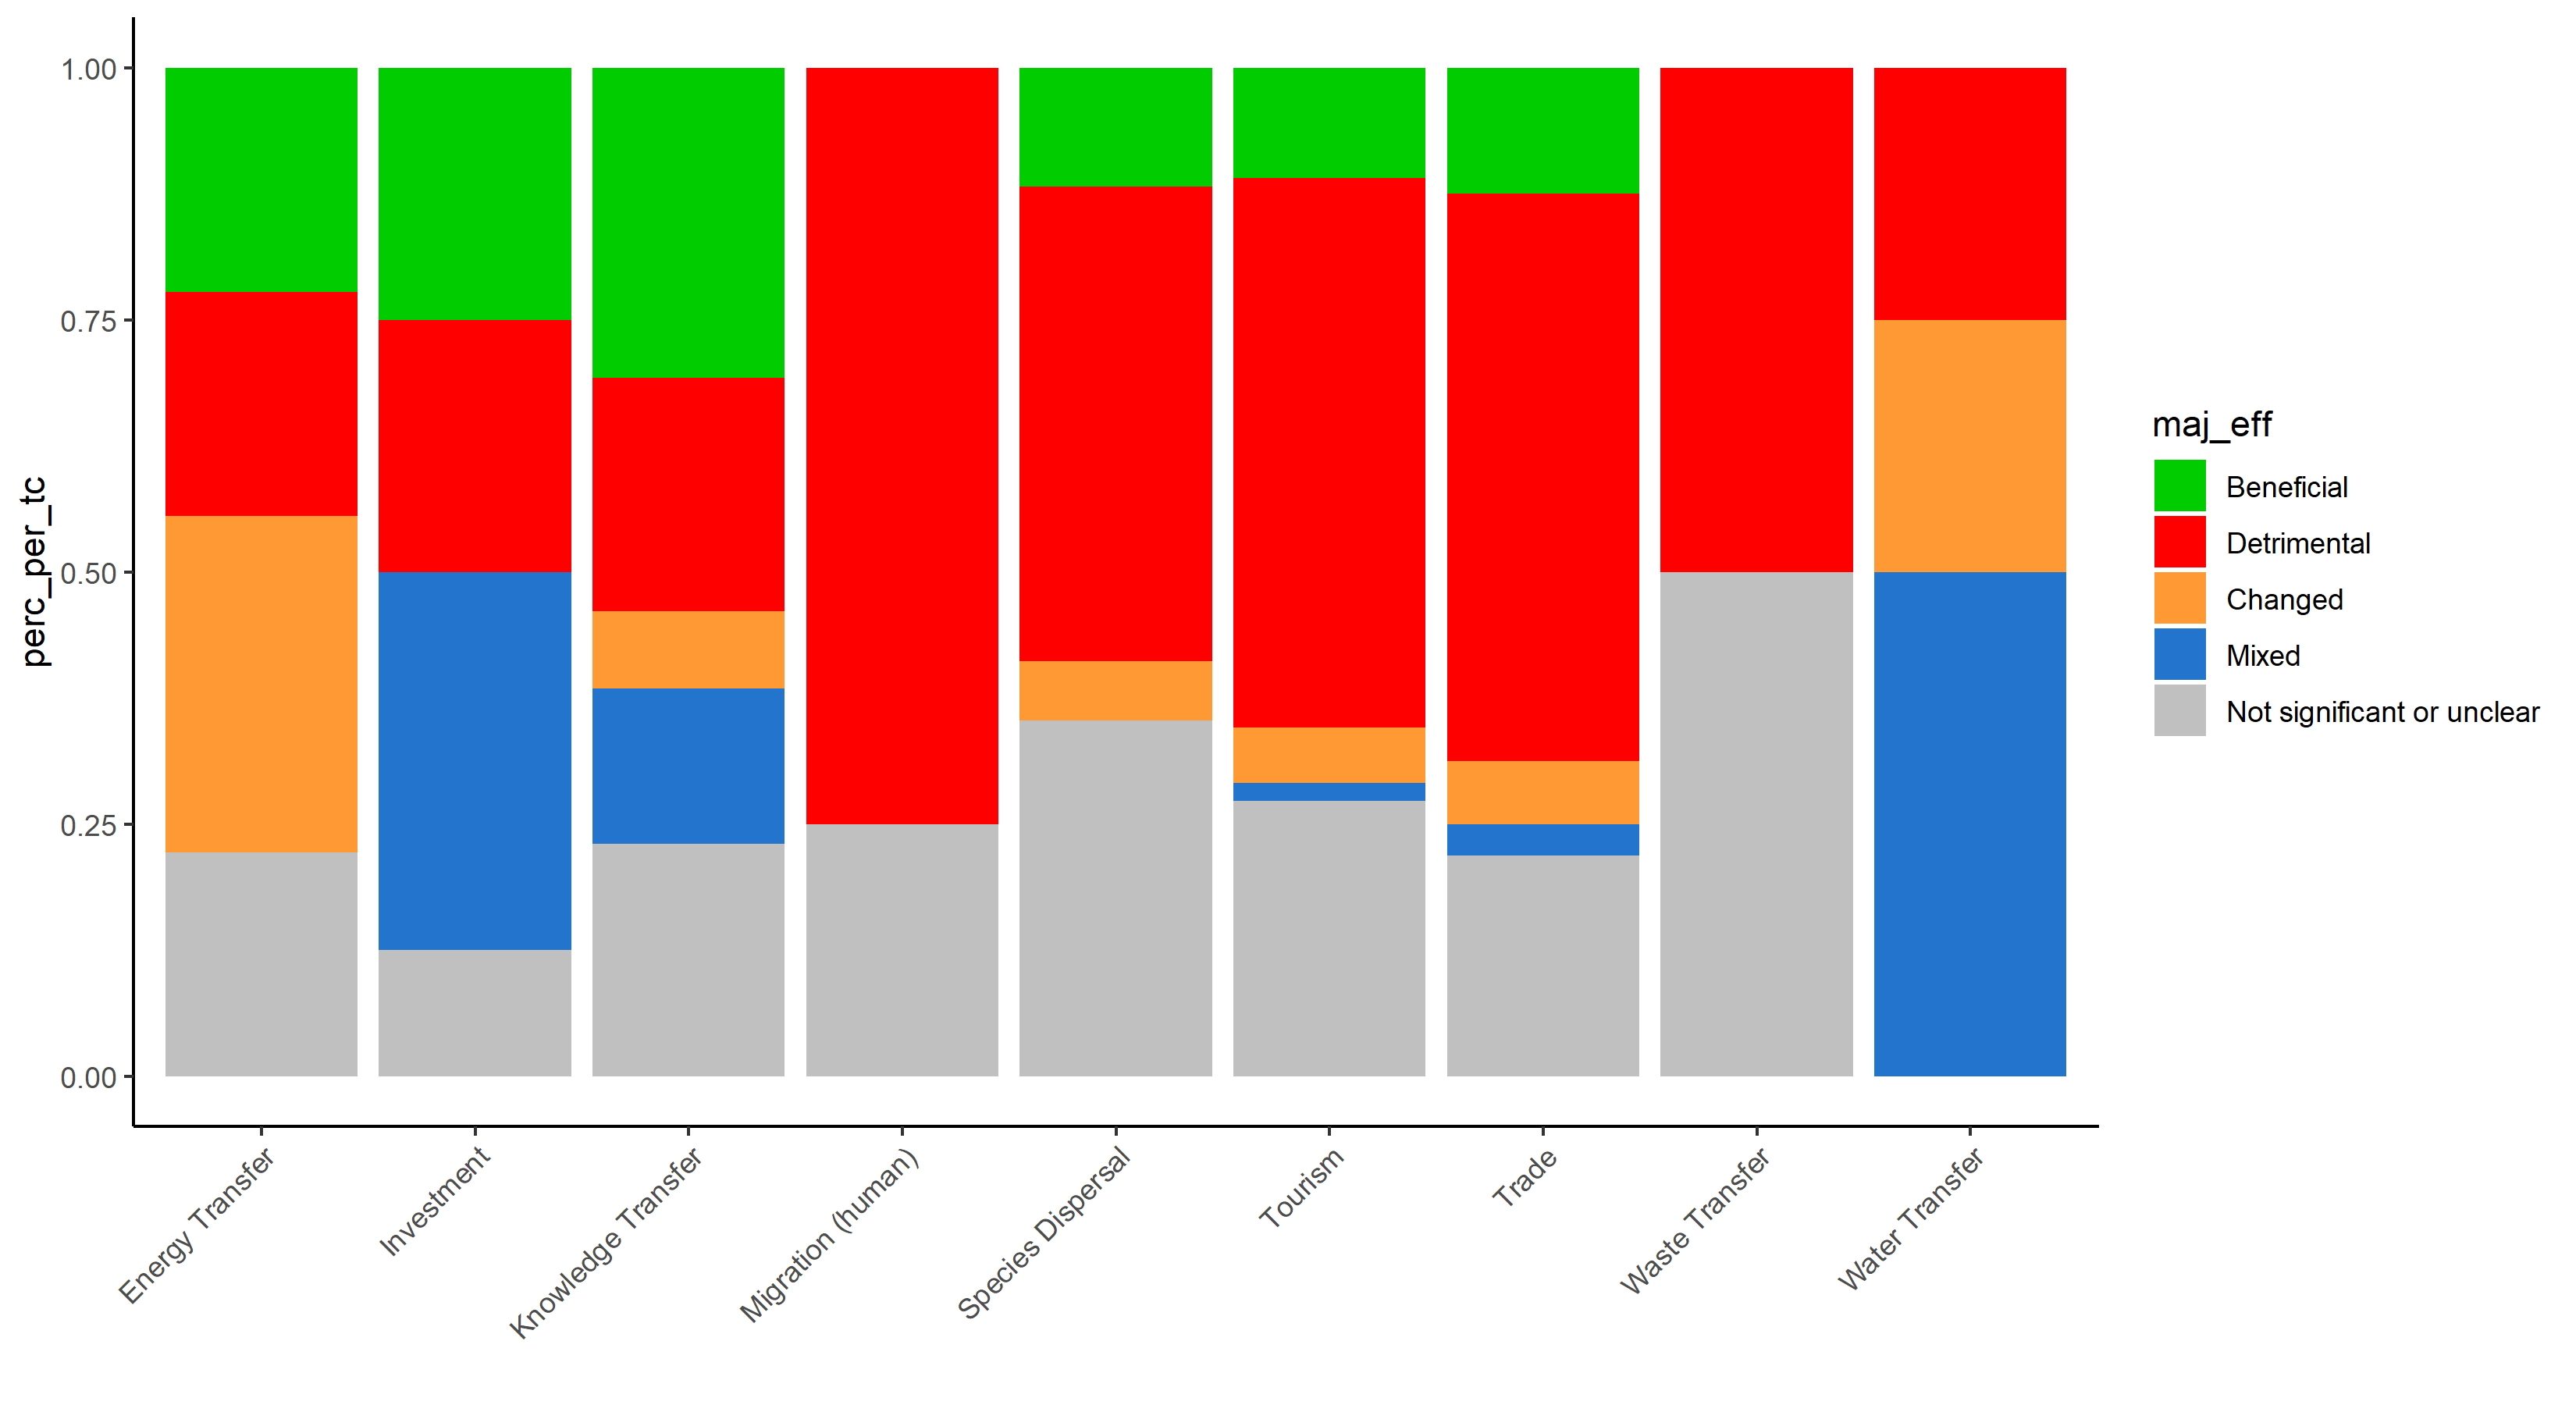 perc_per_tc
1.00
0.75
0.50
0.25
0.00
Energy Transfer
Investment
Knowledge Transfer
Migration (human)
Species Dispersal
Tourism
Trade
Waste Transfer
Water Transfer
maj_eff
Beneficial
Detrimental
Changed
Mixed
Not significant or unclear